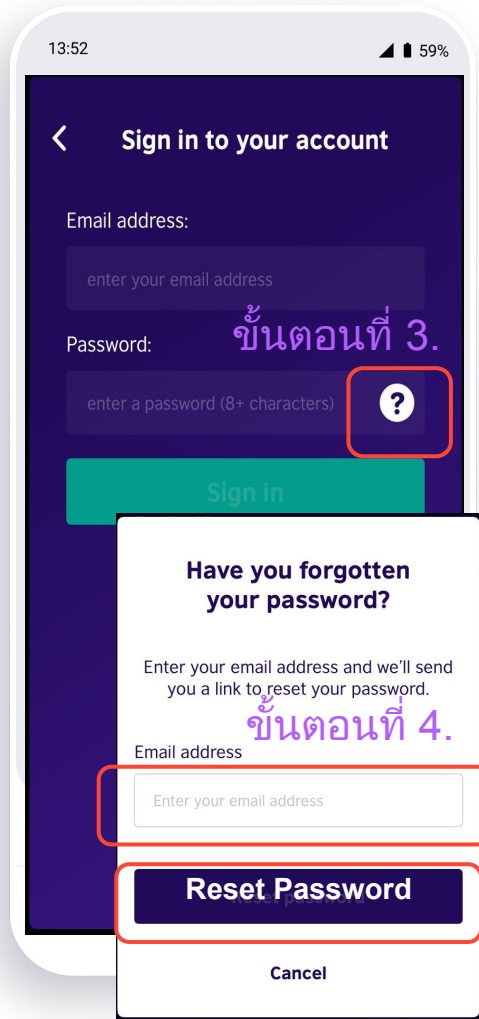 13:52
59%
Sign in to your account
Email address:
enter your email address
ขั้นตอนที่ 3.
Password:
enter a password (8+ characters)
?
Sign in
Have you forgotten
your password?
Enter your email address and we'll send
you a link to reset your password.
ขั้นตอนที่ 4.
Email address
Enter your email address
Reset Password
Cancel